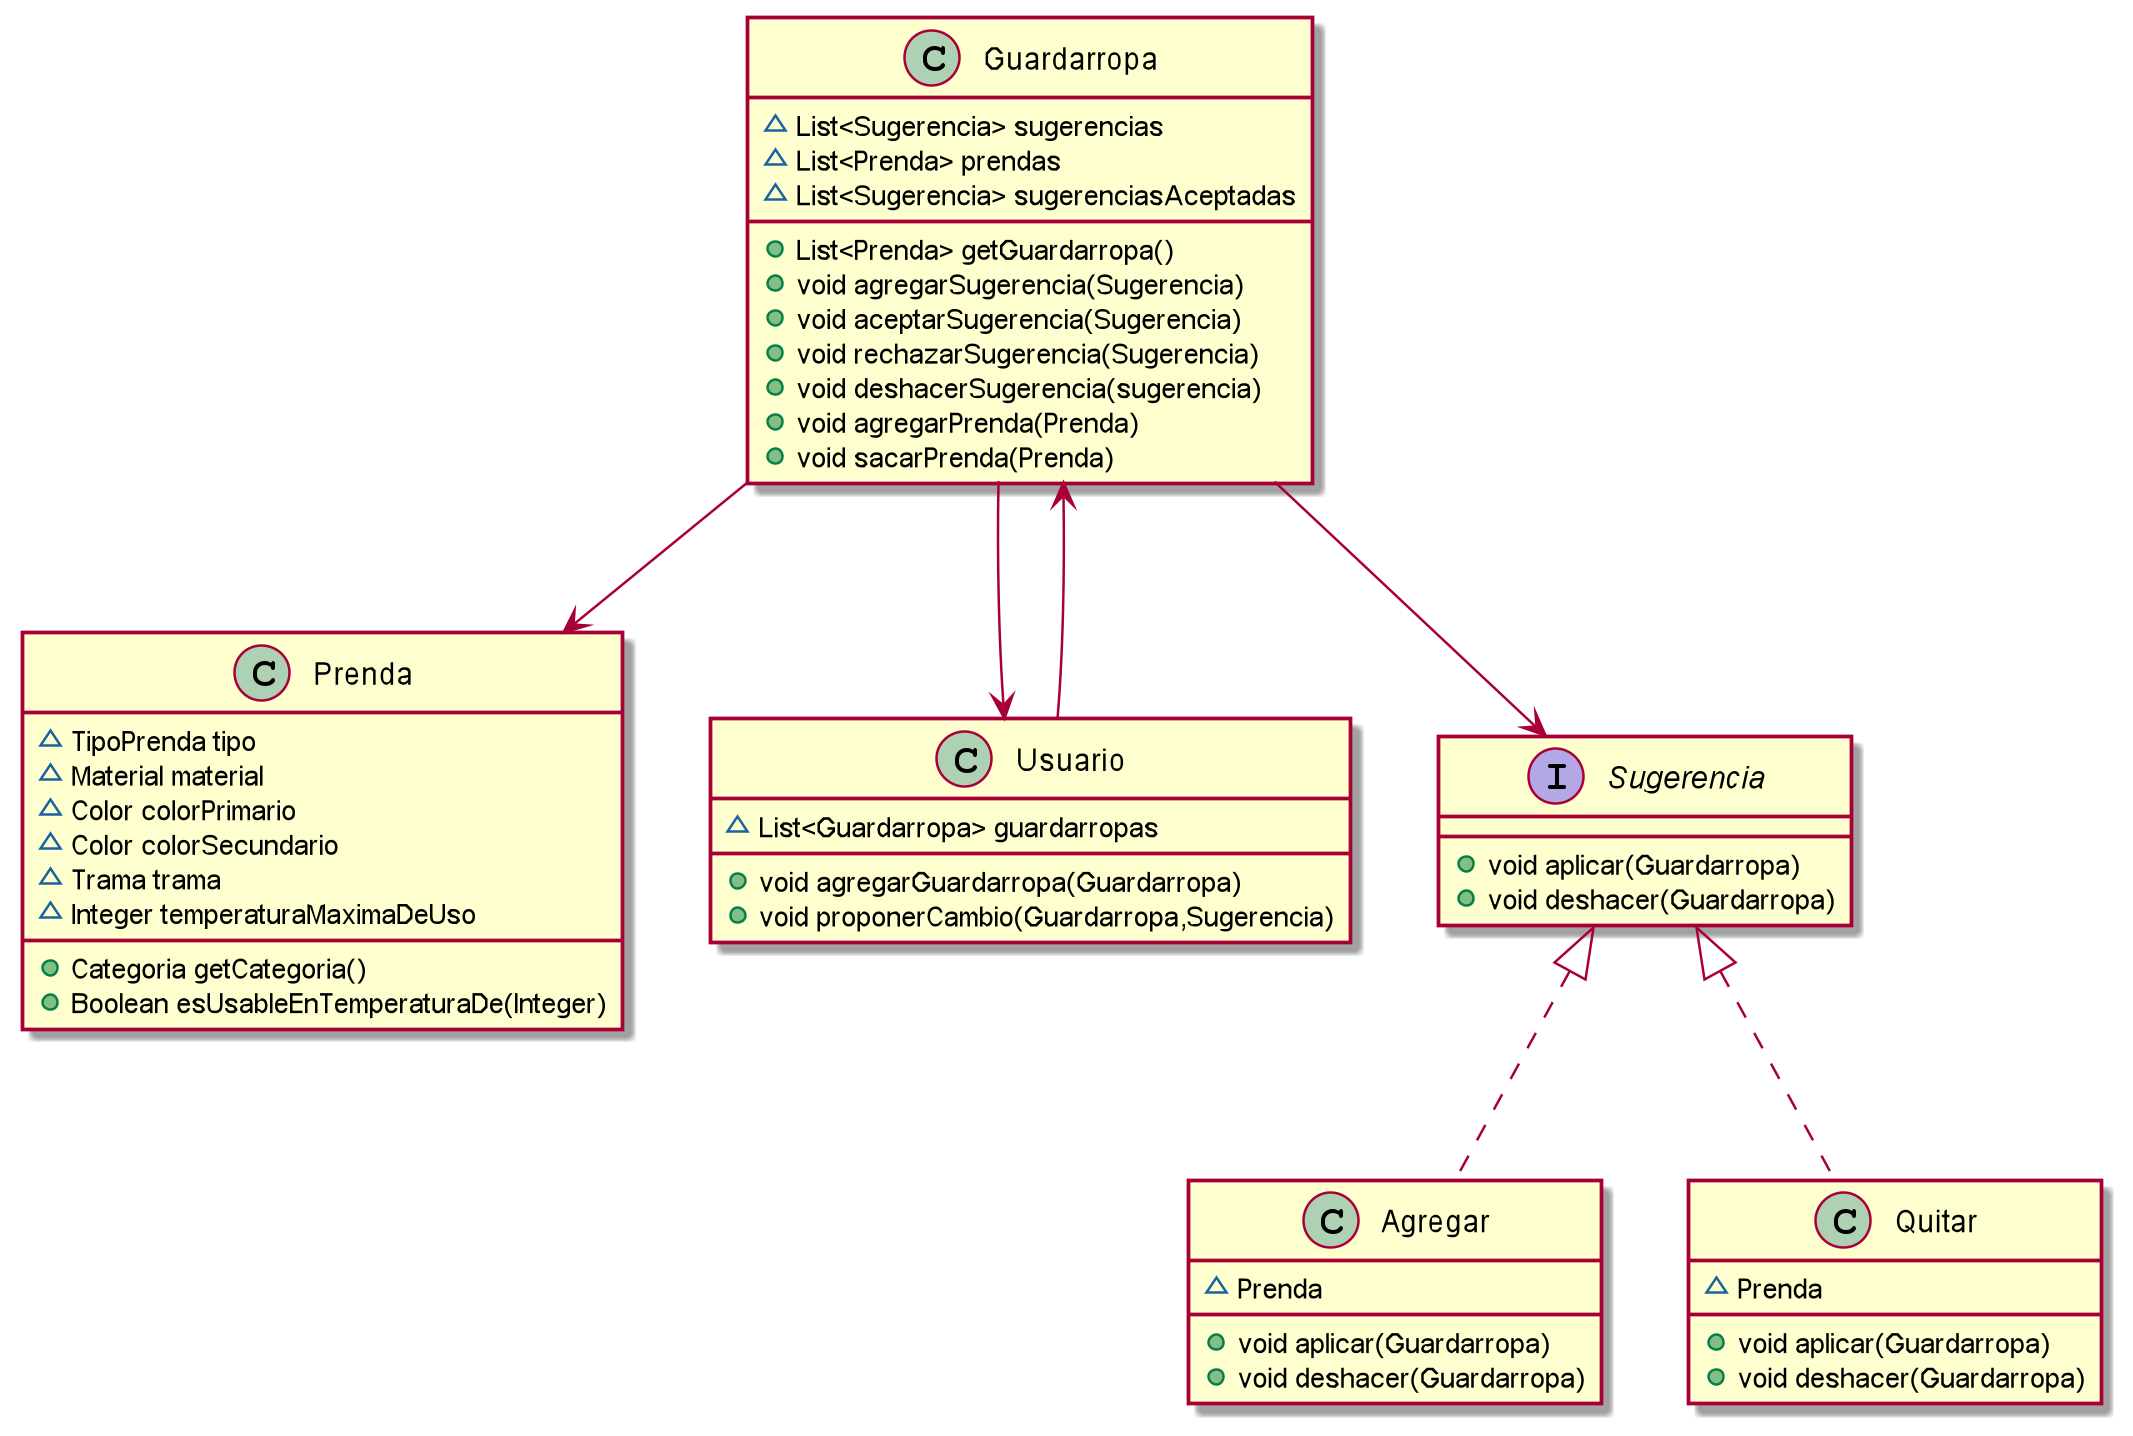 C Guardarropa
List<Sugerencia> sugerencias
List<Prenda> prendas
List<Sugerencia> sugerenciasAceptadas
List<Prenda> getGuardarropa()
void agregarSugerencia(Sugerencia)
void aceptarSugerencia(Sugerencia)
void rechazarSugerencia(Sugerencia)
void deshacerSugerencia(sugerencia)
void agregarPrenda(Prenda)
void sacarPrenda(Prenda)
C Prenda
TipoPrenda tipo
Material material
Color colorPrimario
Color colorSecundario
Trama trama
Integer temperaturaMaximaDeUso
Categoria getCategoria()
Boolean esUsableEnTemperaturaDe(Integer)
C Usuario
List<Guardarropa> guardarropas
void agregarGuardarropa(Guardarropa)
void proponerCambio(Guardarropa,Sugerencia)
I Sugerencia
void aplicar(Guardarropa)
void deshacer(Guardarropa)
C Agregar
Prenda
void aplicar(Guardarropa)
void deshacer(Guardarropa)
C Quitar
Prenda
void aplicar(Guardarropa)
void deshacer(Guardarropa)